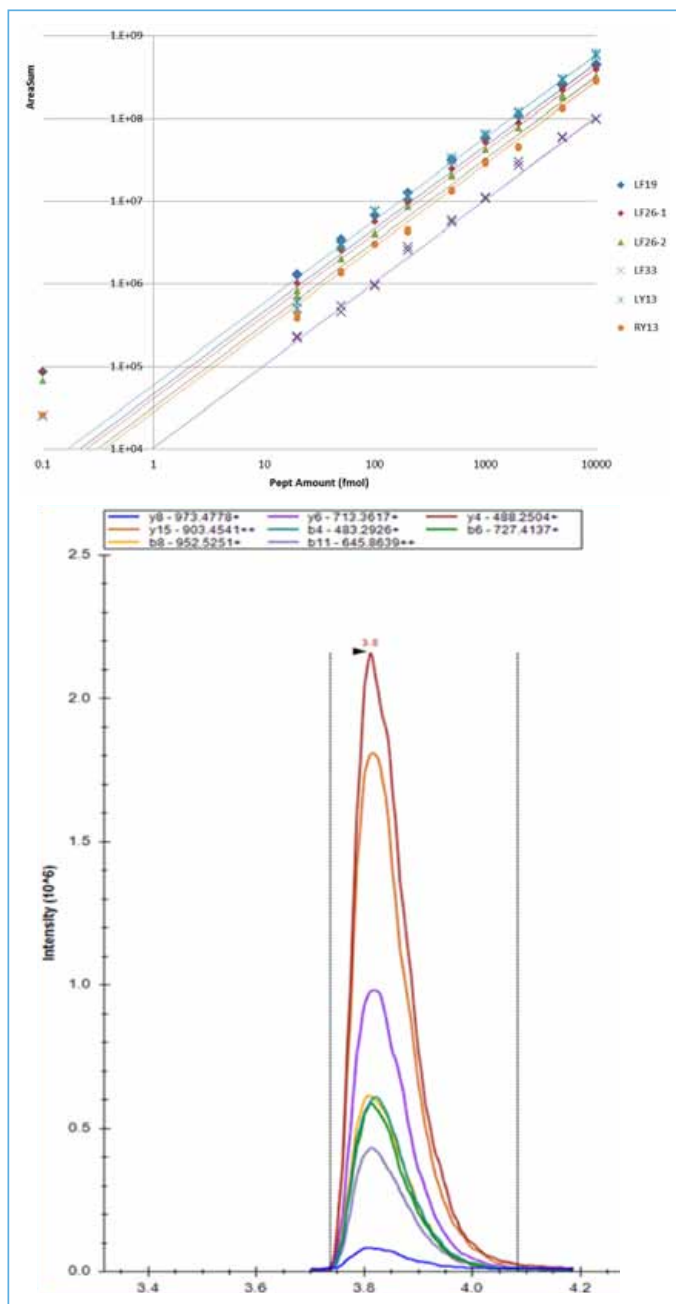 1.E+09
AreaSum
1.E+08
1.E+07
1.E+06
1.E+05
1.E+04
0.1 1 10 100 1000 10000
Pept Amount (fmol)
LF19
LF26-1
LF26-2
LF33
LY13
RY13
y8 - 973.4778+ y6 - 713.3617+ y4 - 488.2504+
y15 - 903.4541++ b4 - 483.2926+ b6 - 727.4137+
b8 - 952.5251+ b11 - 645.8639++
2.5
3.8
2.0
1.5
Intensity (10^6)
1.0
0.5
0.0
3.4 3.6 3.8 4.0 4.2